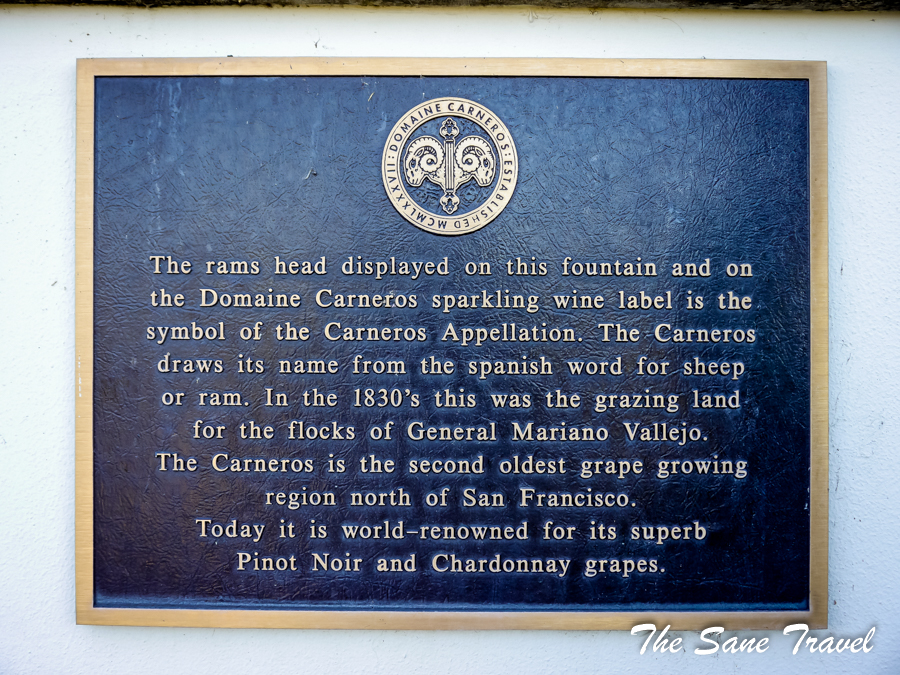 DOMAINE CARNEROS : ESTABLISHED MCMLXXXVII :
The rams head displayed on this fountain and on
the Domaine Carneros sparkling wine label is the
symbol of the Carneros Appellation. The Carneros
draws its name from the spanish word for sheep
or ram. In the 1830's this was the grazing land
for the flocks of General Mariano Vallejo.
The Carneros is the second oldest grape growing
region north of San Francisco.
Today it is world–renowned for its superb
Pinot Noir and Chardonnay grapes.
The Sane Travel